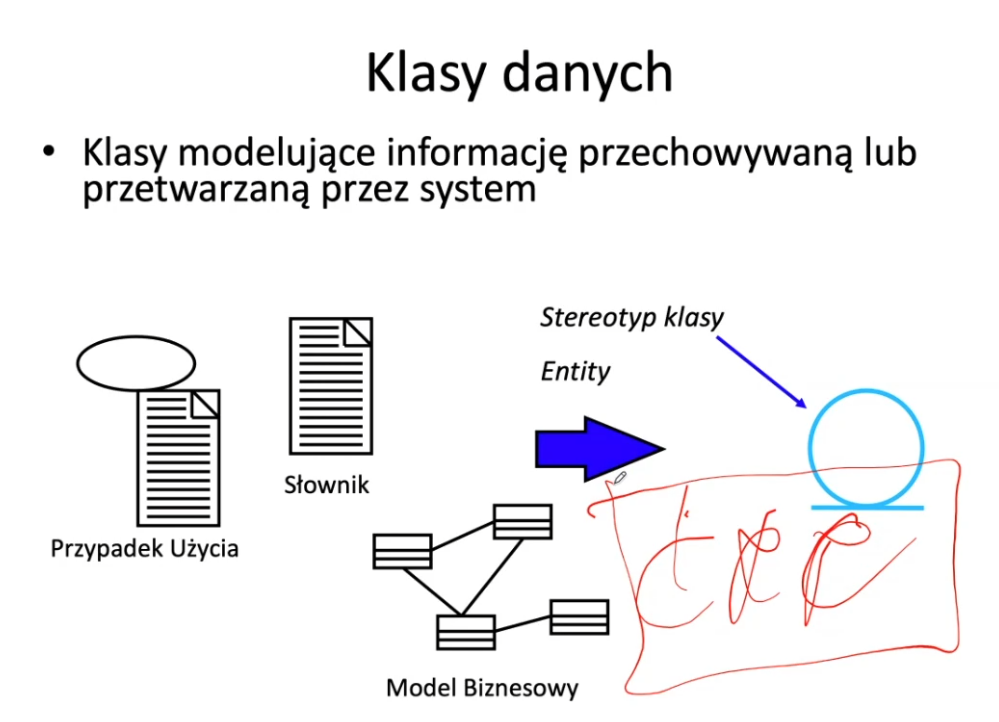 Klasy danych
• Klasy modelujące informację przechowywaną lub
przetwarzaną przez system
Stereotyp klasy
Entity
Słownik
Przypadek Użycia
Model Biznesowy